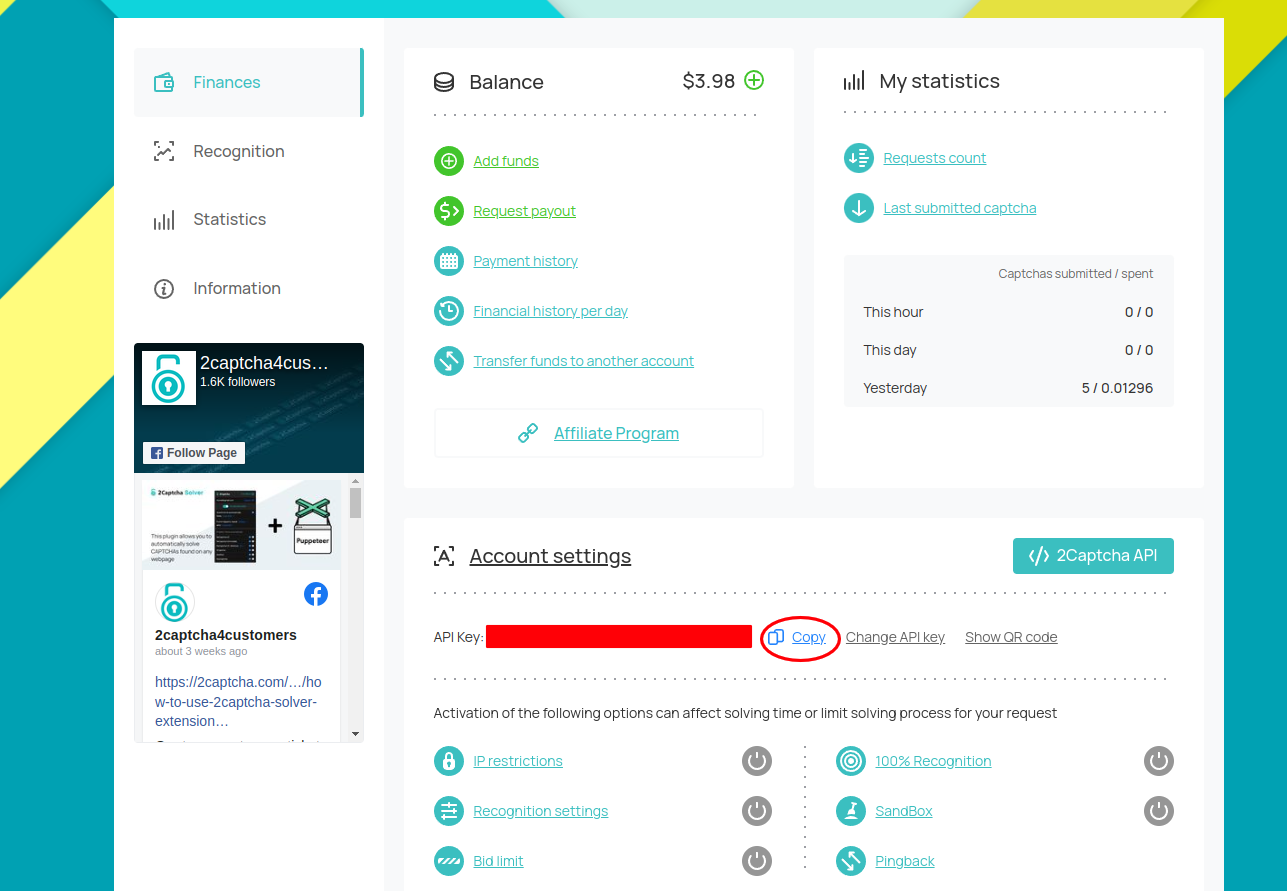 Finances
Recognition
Statistics
Information
2captcha4cus…
1.6K followers
Follow Page
2Captcha Solver
This plugin allows you to
automatically solve
CAPTCHAs found on any
webpage
+
Puppeteer
2captcha4customers
about 3 weeks ago
https://2captcha.com/…/ho
w-to-use-2captcha-solver-
extension…
Balance
$3.98
Add funds
Request payout
Payment history
Financial history per day
Transfer funds to another account
Affiliate Program
My statistics
Requests count
Last submitted captcha
Captchas submitted / spent
This hour 0 / 0
This day 0 / 0
Yesterday 5 / 0.01296
Account settings
2Captcha API
API Key:
Copy
Change API key
Show QR code
Activation of the following options can affect solving time or limit solving process for your request
IP restrictions
100% Recognition
Recognition settings
SandBox
Bid limit
Pingback